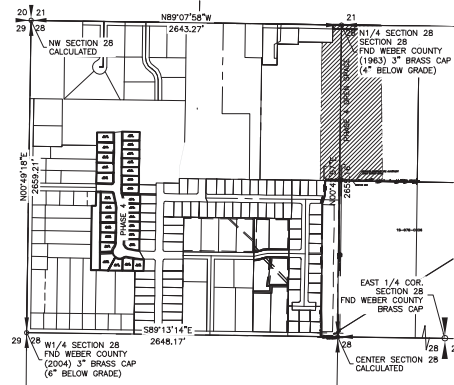 20 21
29 28
NW SECTION 28
CALCULATED
N89°07'58"W
2643.27'
21
28
N1/4 SECTION 28
SECTION 28
FND WEBER COUNTY
(1963) 3" BRASS CAP
(4" BELOW GRADE)
PHASE 4 OPEN SPACE
N00°49'18"E
2659.21'
PHASE 4
EAST 1/4 COR.
SECTION 28
FND WEBER COUNTY
BRASS CAP
S89°13'14"E
2648.17'
29 28
W1/4 SECTION 28
FND WEBER COUNTY
(2004) 3" BRASS CAP
(6" BELOW GRADE)
28
CENTER SECTION 28
CALCULATED
28